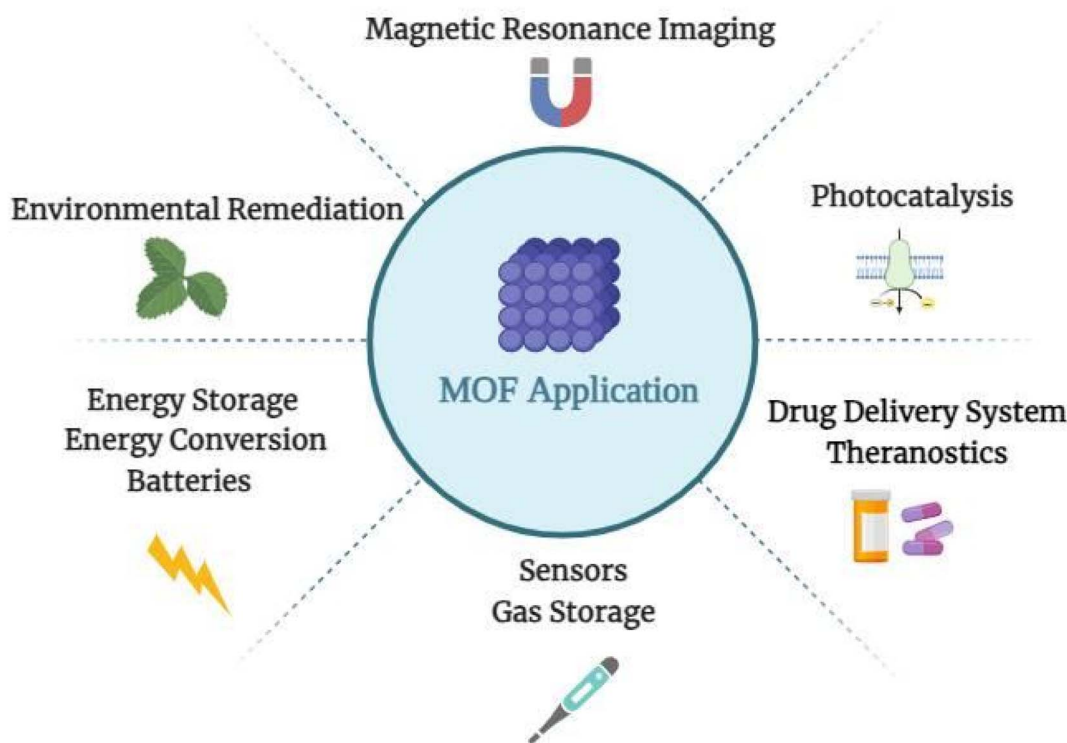 Magnetic Resonance Imaging
Environmental Remediation
Photocatalysis
MOF Application
Energy Storage
Energy Conversion
Batteries
Drug Delivery System
Theranostics
Sensors
Gas Storage